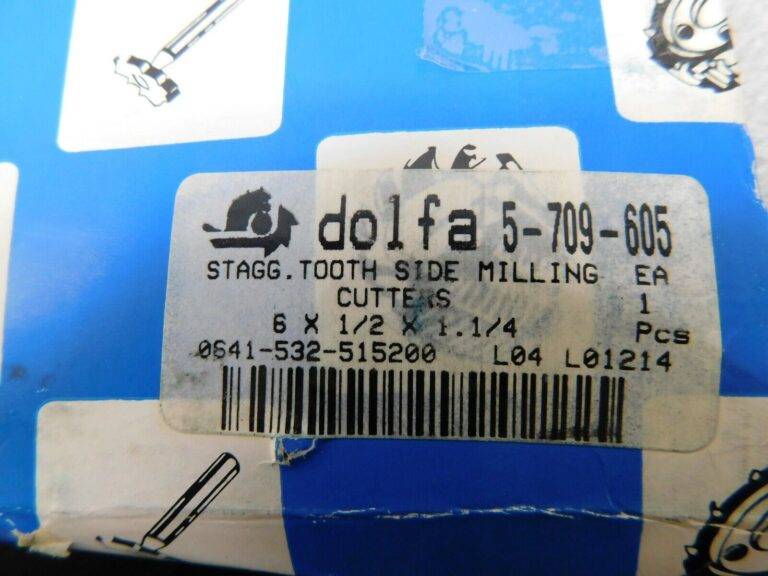 dolfa 5-709-605
STAGG.TOOTH SIDE MILLING EA
CUTTERS 1
6 X 1/2 X 1.1/4 Pcs
0641-532-515200 L04 L01214